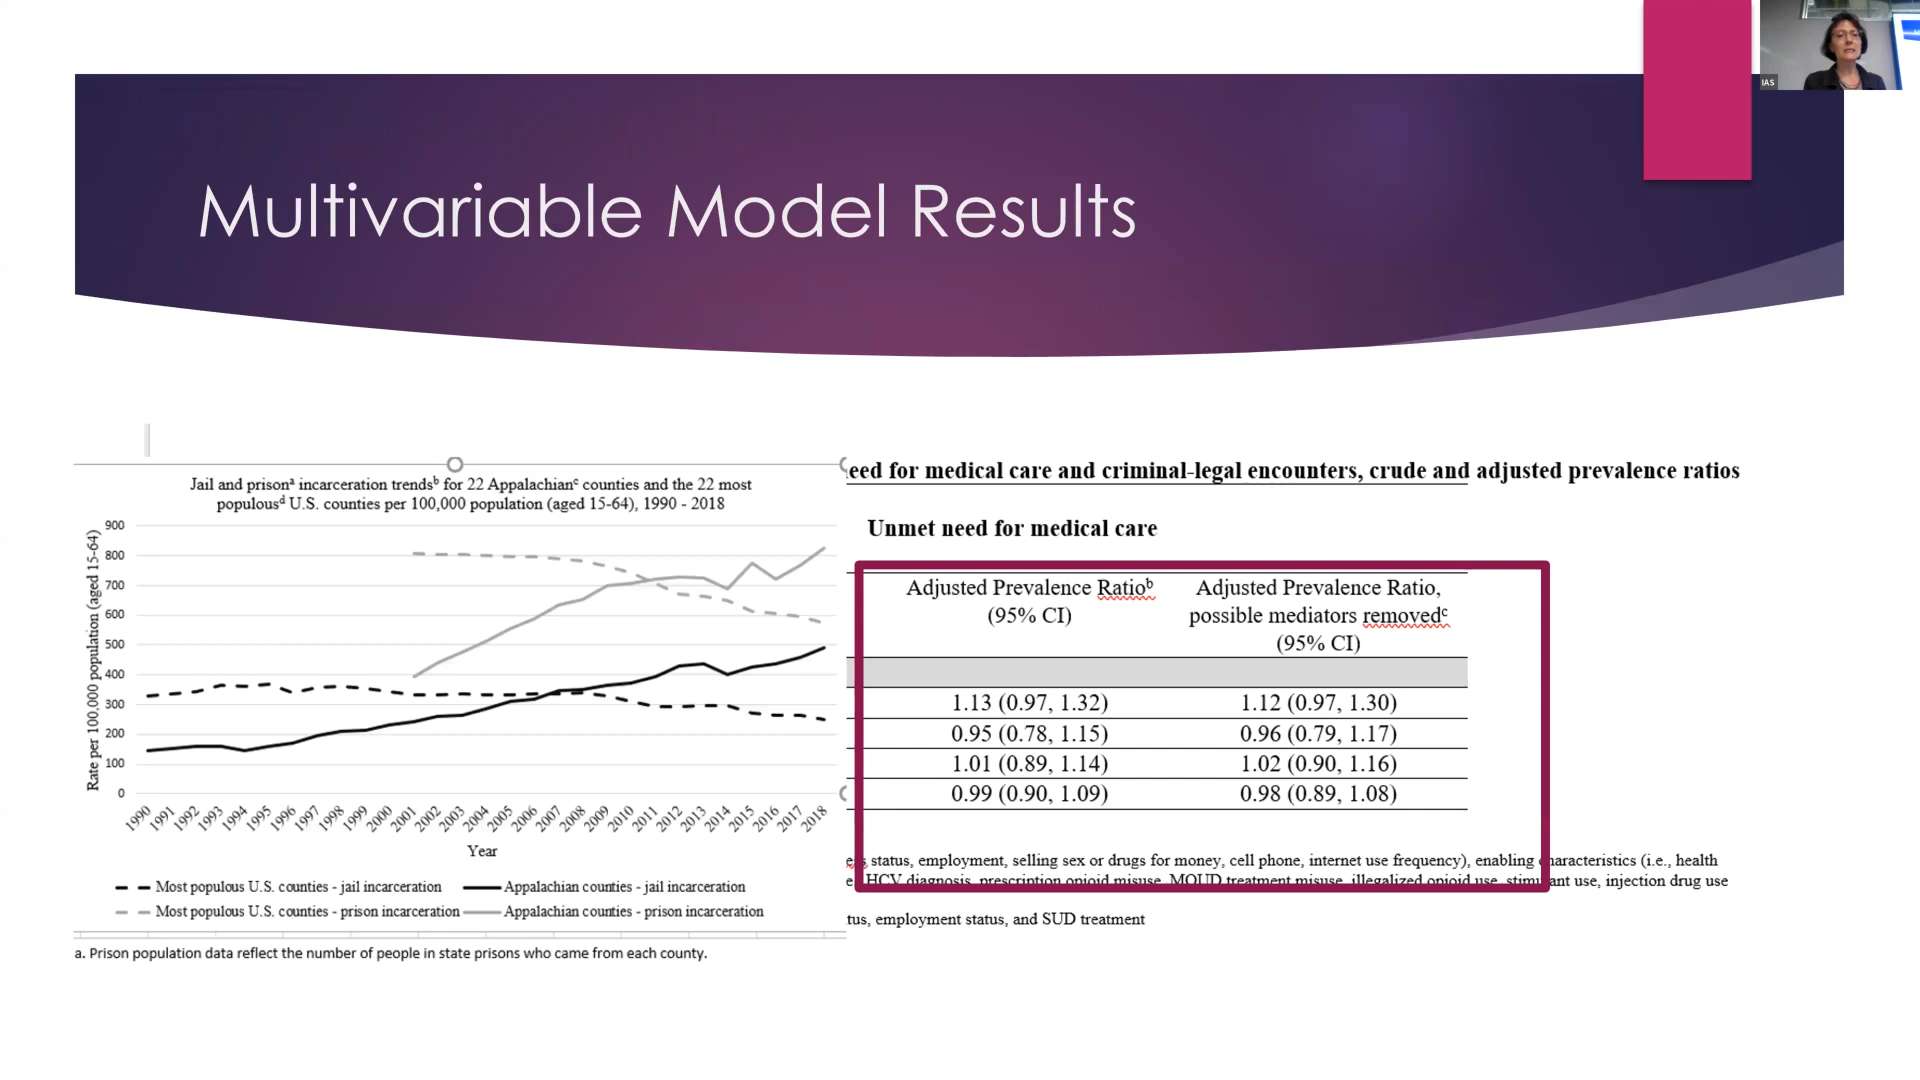 IAS
Multivariable Model Results
Jail and prisonᵃ incarceration trendsᵇ for 22 Appalachianᶜ counties and the 22 most
populousᵈ U.S. counties per 100,000 population (aged 15-64), 1990 - 2018
Rate per 100,000 population (aged 15-64)
900
800
700
600
500
400
300
200
100
0
1990 1991 1992 1993 1994 1995 1996 1997 1998 1999 2000 2001 2002 2003 2004 2005 2006 2007 2008 2009 2010 2011 2012 2013 2014 2015 2016 2017 2018
Year
Most populous U.S. counties - jail incarceration Appalachian counties - jail incarceration
Most populous U.S. counties - prison incarceration Appalachian counties - prison incarceration
a. Prison population data reflect the number of people in state prisons who came from each county.
eed for medical care and criminal-legal encounters, crude and adjusted prevalence ratios
Unmet need for medical care
Adjusted Prevalence Ratioᵇ
(95% CI)
Adjusted Prevalence Ratio,
possible mediators removedᶜ
(95% CI)
1.13 (0.97, 1.32) 1.12 (0.97, 1.30)
0.95 (0.78, 1.15) 0.96 (0.79, 1.17)
1.01 (0.89, 1.14) 1.02 (0.90, 1.16)
0.99 (0.90, 1.09) 0.98 (0.89, 1.08)
status, employment, selling sex or drugs for money, cell phone, internet use frequency), enabling characteristics (i.e., health
HCV diagnosis, prescription opioid misuse, MOUD treatment misuse, illegalized opioid use, stimulant use, injection drug use
tus, employment status, and SUD treatment